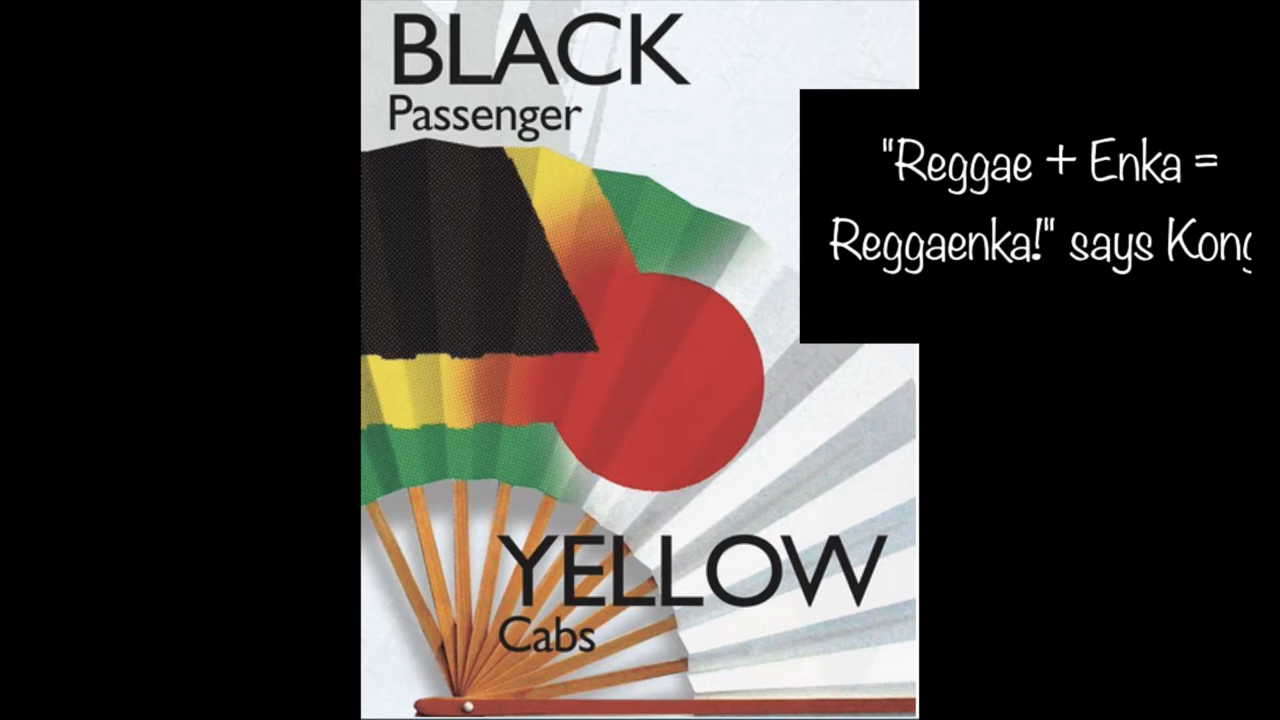 BLACK
Passenger
"Reggae + Enka =
Reggaenka!" says
YELLOW
Cabs